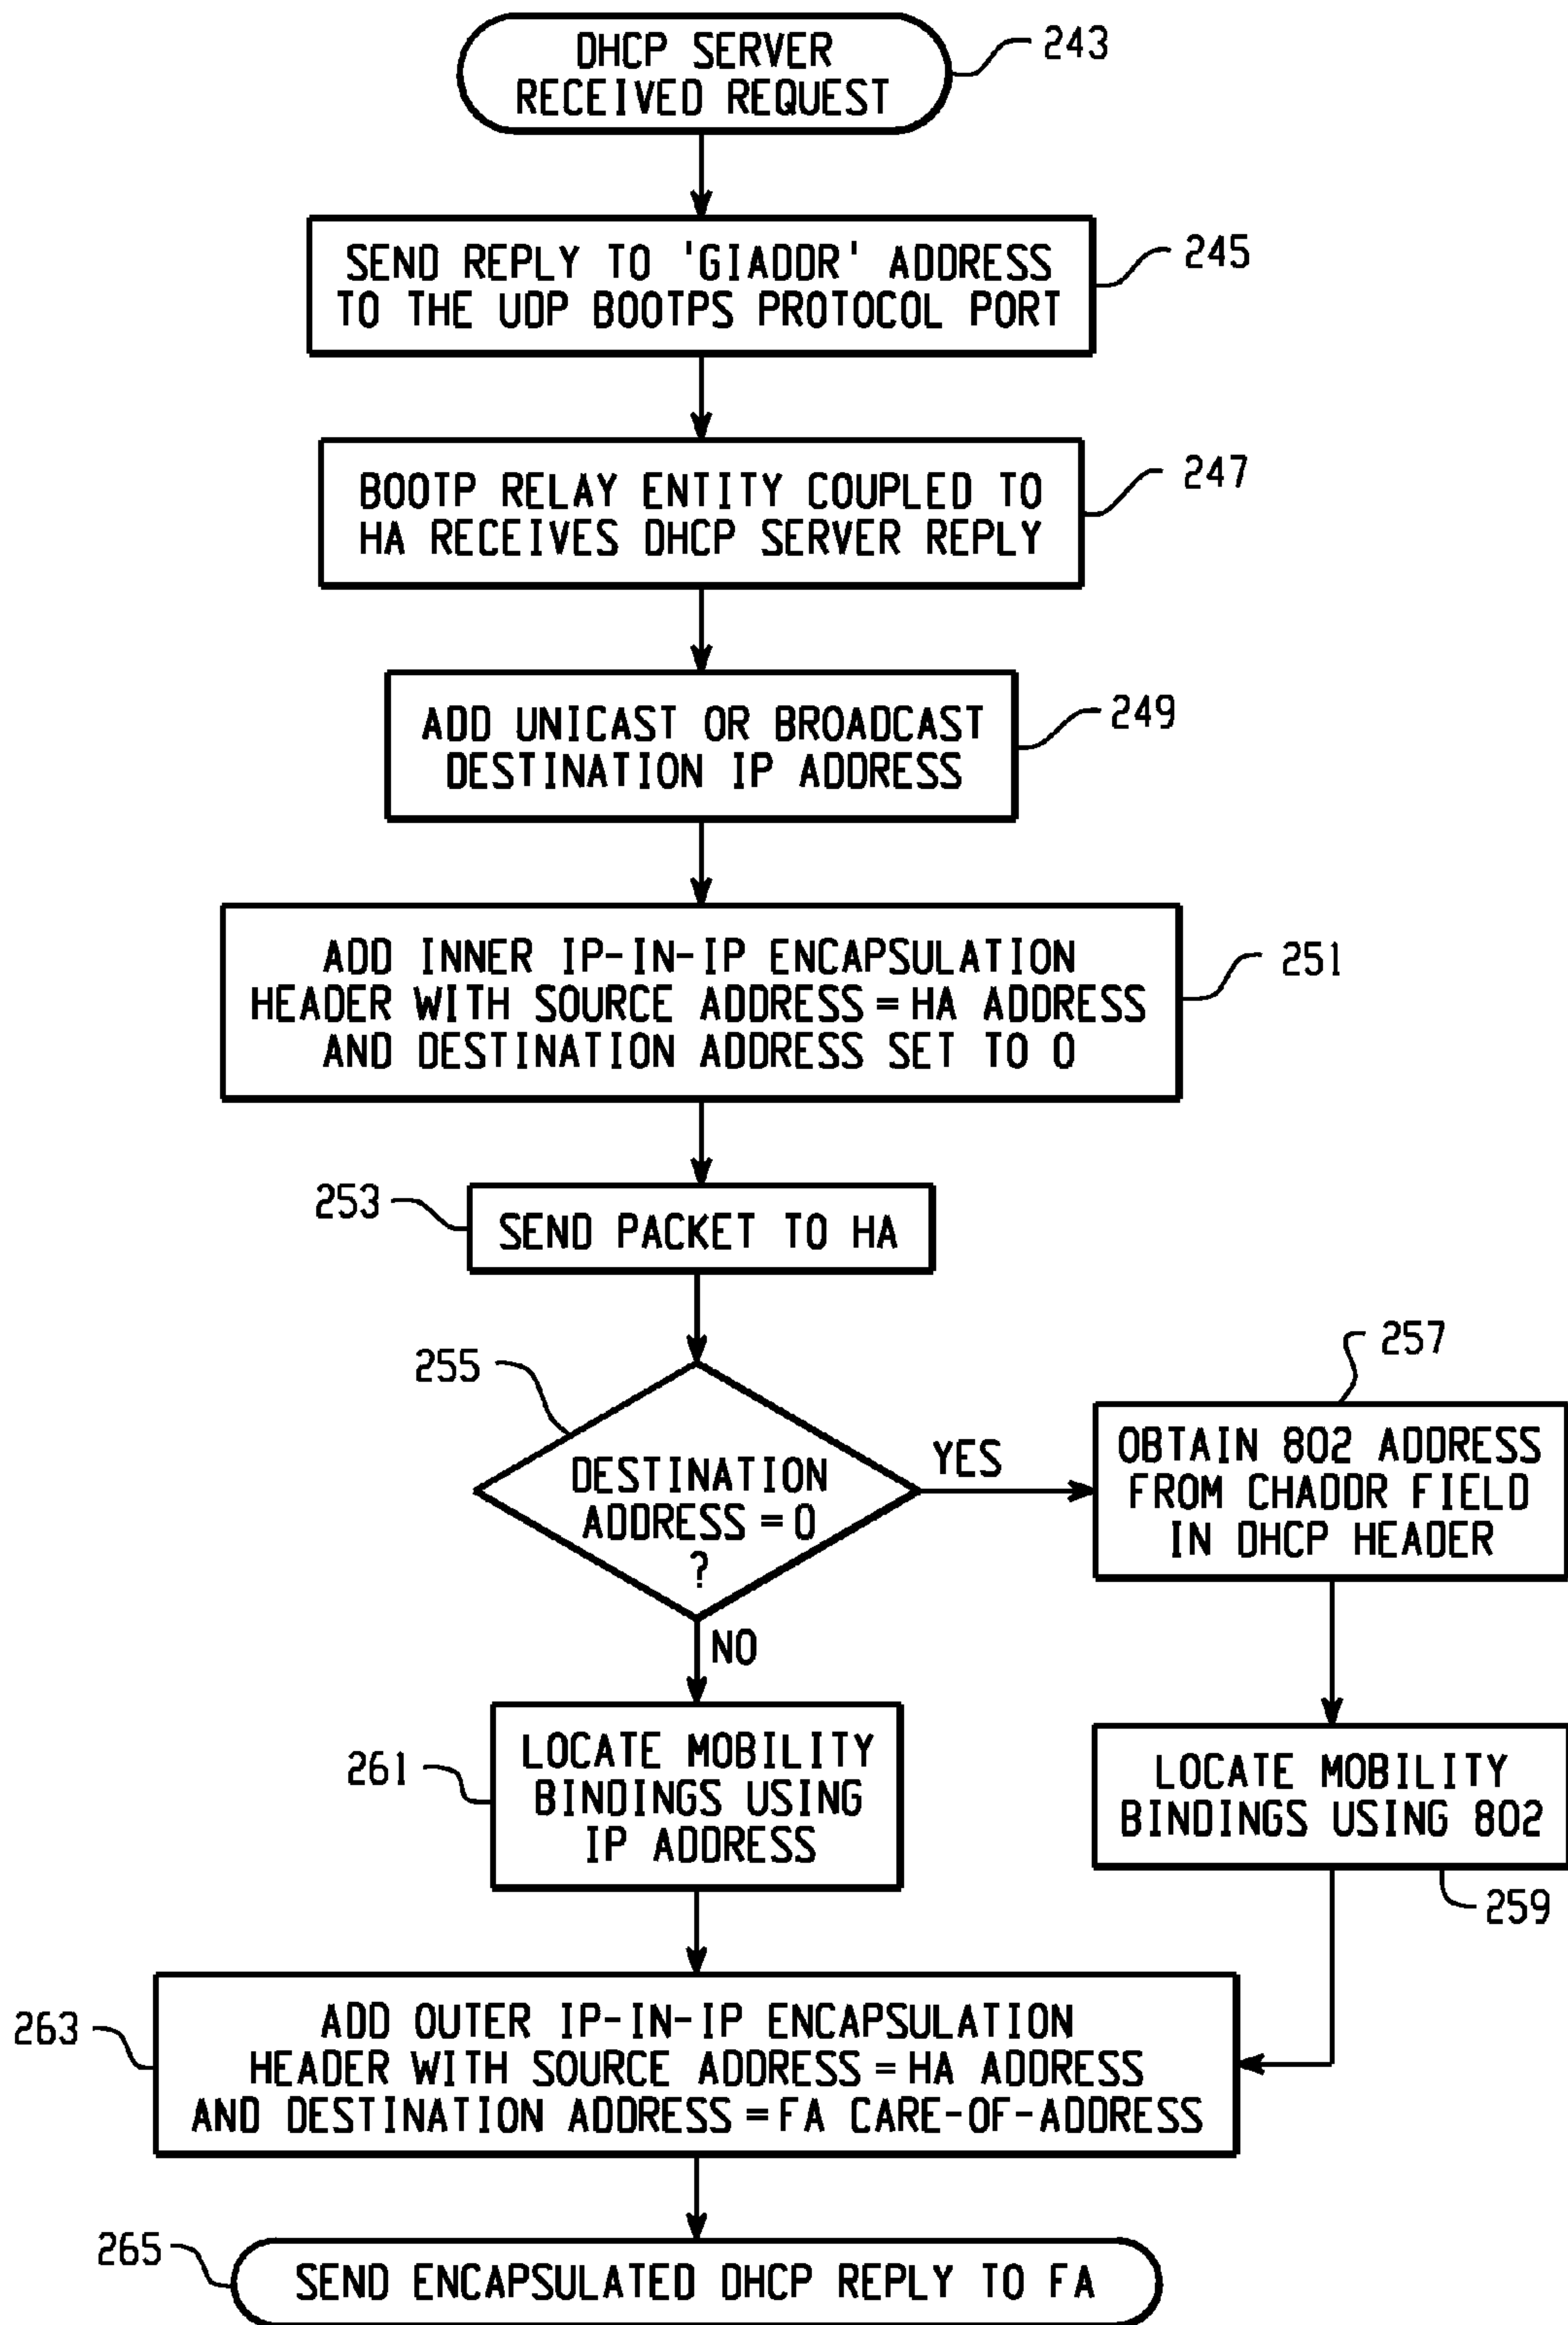 DHCP SERVER
RECEIVED REQUEST
243
SEND REPLY TO 'GIADDR' ADDRESS
TO THE UDP BOOTPS PROTOCOL PORT
245
BOOTP RELAY ENTITY COUPLED TO
HA RECEIVES DHCP SERVER REPLY
247
ADD UNICAST OR BROADCAST
DESTINATION IP ADDRESS
249
ADD INNER IP-IN-IP ENCAPSULATION
HEADER WITH SOURCE ADDRESS = HA ADDRESS
AND DESTINATION ADDRESS SET TO 0
251
253
SEND PACKET TO HA
255
DESTINATION
ADDRESS = 0
?
YES
NO
257
OBTAIN 802 ADDRESS
FROM CHADDR FIELD
IN DHCP HEADER
261
LOCATE MOBILITY
BINDINGS USING
IP ADDRESS
LOCATE MOBILITY
BINDINGS USING 802
259
263
ADD OUTER IP-IN-IP ENCAPSULATION
HEADER WITH SOURCE ADDRESS = HA ADDRESS
AND DESTINATION ADDRESS = FA CARE-OF-ADDRESS
265
SEND ENCAPSULATED DHCP REPLY TO FA